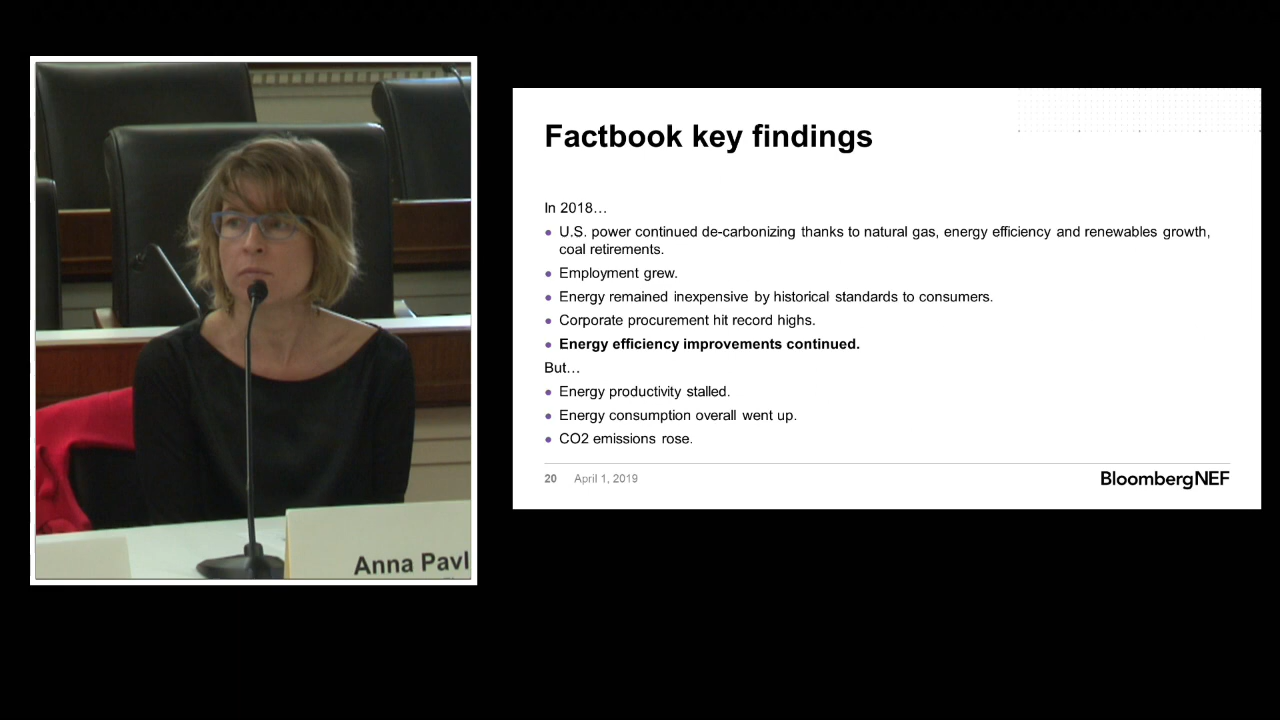 Factbook key findings
In 2018…
● U.S. power continued de-carbonizing thanks to natural gas, energy efficiency and renewables growth,
coal retirements.
● Employment grew.
● Energy remained inexpensive by historical standards to consumers.
● Corporate procurement hit record highs.
● Energy efficiency improvements continued.
But…
● Energy productivity stalled.
● Energy consumption overall went up.
● CO2 emissions rose.
20 April 1, 2019
BloombergNEF
Anna Pavl